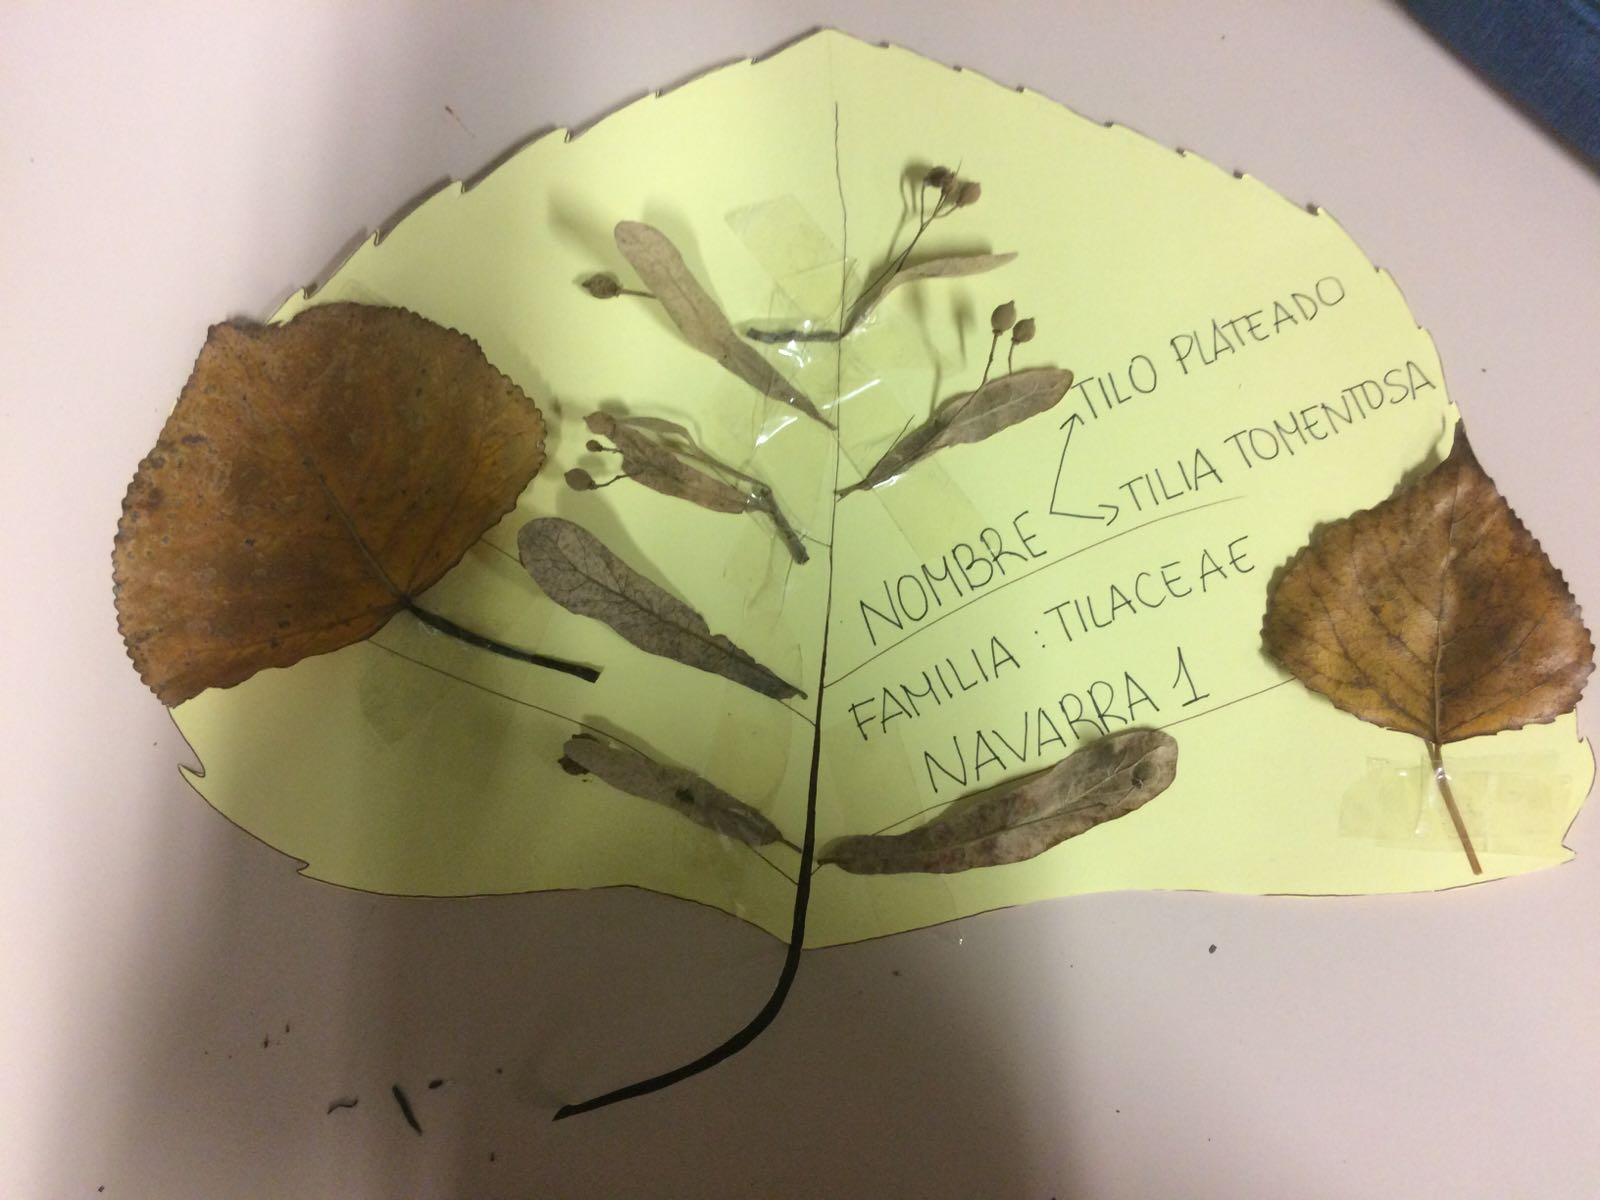 TILO PLATEADO
NOMBRE TILIA TOMENTOSA
FAMILIA : TILACEAE
NAVARRA 1